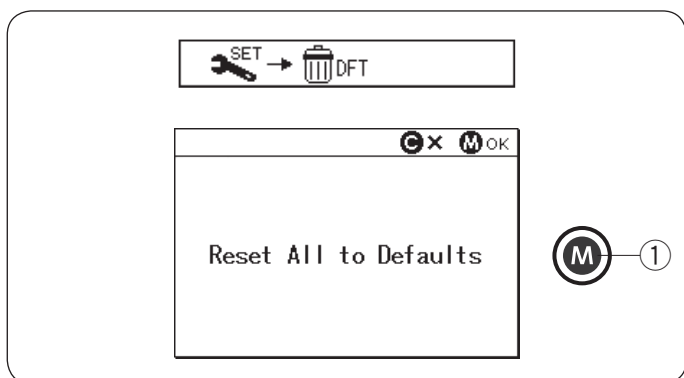 SET → DFT
C × M OK
Reset All to Defaults
M 1